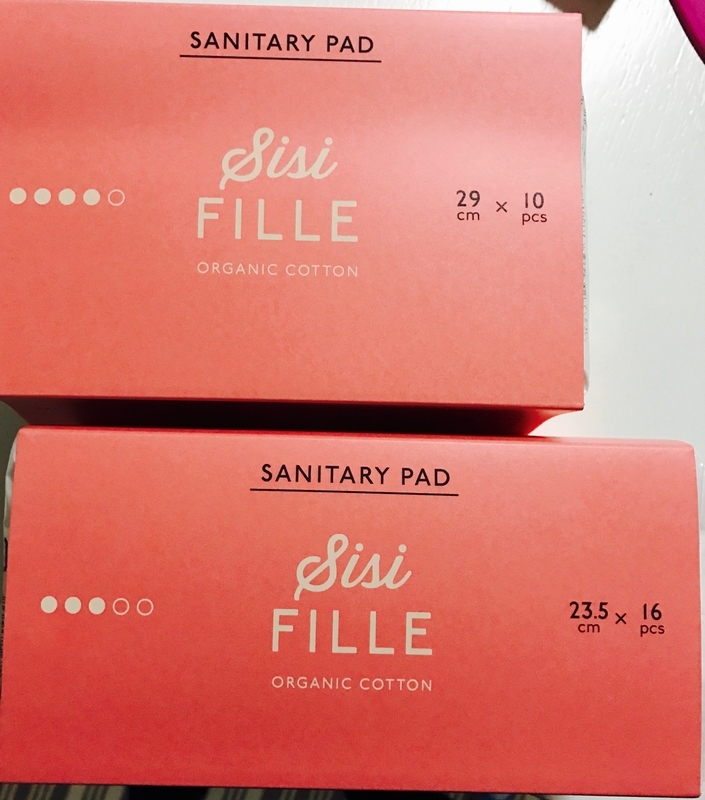 SANITARY PAD
Sisi
FILLE
ORGANIC COTTON
29 × 10
cm pcs
SANITARY PAD
Sisi
FILLE
ORGANIC COTTON
23.5 × 16
cm pcs